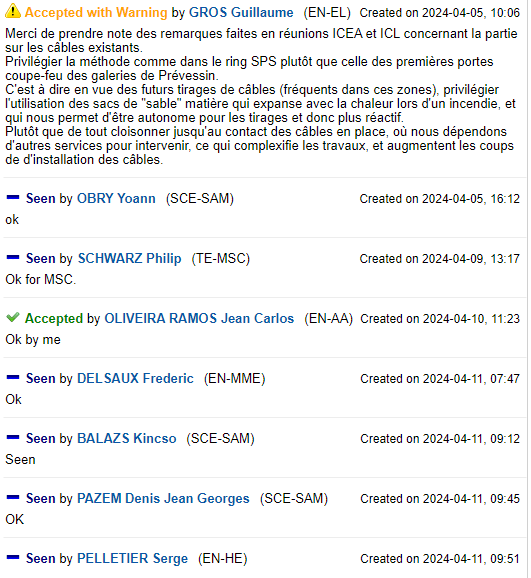 Accepted with Warning by GROS Guillaume (EN-EL) Created on 2024-04-05, 10:06
Merci de prendre note des remarques faites en réunions ICEA et ICL concernant la partie
sur les câbles existants.
Privilégier la méthode comme dans le ring SPS plutôt que celle des premières portes
coupe-feu des galeries de Prévessin.
C'est à dire en vue des futurs tirages de câbles (fréquents dans ces zones), privilégier
l'utilisation des sacs de "sable" matière qui expanse avec la chaleur lors d'un incendie, et
qui nous permet d'être autonome pour les tirages et donc plus réactif.
Plutôt que de tout cloisonner jusqu'au contact des câbles en place, où nous dépendons
d'autres services pour intervenir, ce qui complexifie les travaux, et augmentent les coups
de d'installation des câbles.
Seen by OBRY Yoann (SCE-SAM) Created on 2024-04-05, 16:12
ok
Seen by SCHWARZ Philip (TE-MSC) Created on 2024-04-09, 13:17
Ok for MSC.
Accepted by OLIVEIRA RAMOS Jean Carlos (EN-AA) Created on 2024-04-10, 11:23
Ok by me
Seen by DELSAUX Frederic (EN-MME) Created on 2024-04-11, 07:47
Ok
Seen by BALAZS Kincso (SCE-SAM) Created on 2024-04-11, 09:12
Seen
Seen by PAZEM Denis Jean Georges (SCE-SAM) Created on 2024-04-11, 09:45
OK
Seen by PELLETIER Serge (EN-HE) Created on 2024-04-11, 09:51